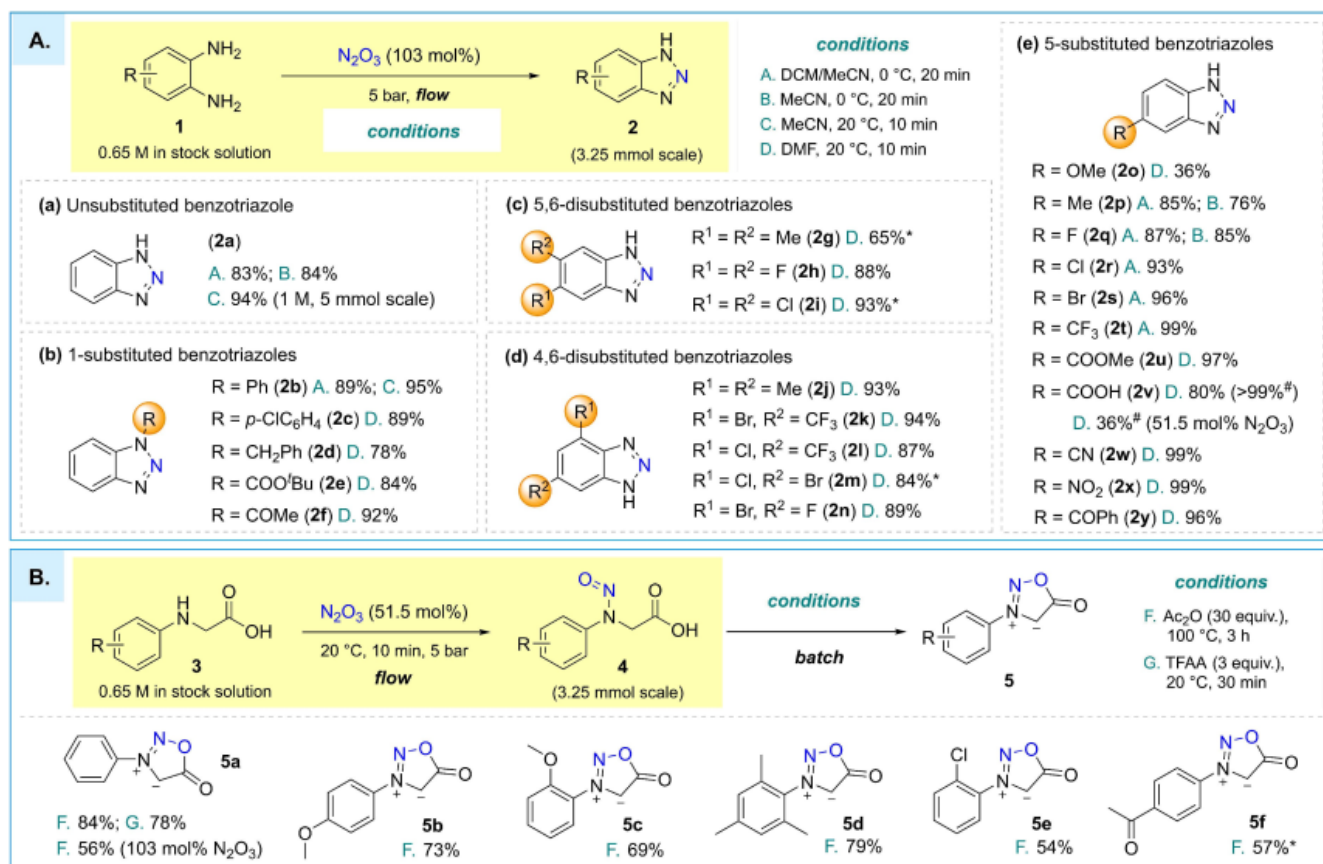 A.
R
NH₂
NH₂
1
0.65 M in stock solution
N₂O₃ (103 mol%)
5 bar, flow
conditions
R
H
N
N
N
2
(3.25 mmol scale)
conditions
A. DCM/MeCN, 0 °C, 20 min
B. MeCN, 0 °C, 20 min
C. MeCN, 20 °C, 10 min
D. DMF, 20 °C, 10 min
(a) Unsubstituted benzotriazole
H
N
N
N
(2a)
A. 83%; B. 84%
C. 94% (1 M, 5 mmol scale)
(b) 1-substituted benzotriazoles
R
N
N
N
R = Ph (2b) A. 89%; C. 95%
R = p-ClC₆H₄ (2c) D. 89%
R = CH₂Ph (2d) D. 78%
R = COOᵗBu (2e) D. 84%
R = COMe (2f) D. 92%
(c) 5,6-disubstituted benzotriazoles
R²
R¹
H
N
N
N
R¹ = R² = Me (2g) D. 65%*
R¹ = R² = F (2h) D. 88%
R¹ = R² = Cl (2i) D. 93%*
(d) 4,6-disubstituted benzotriazoles
R¹
R²
N
N
N
H
R¹ = R² = Me (2j) D. 93%
R¹ = Br, R² = CF₃ (2k) D. 94%
R¹ = Cl, R² = CF₃ (2l) D. 87%
R¹ = Cl, R² = Br (2m) D. 84%*
R¹ = Br, R² = F (2n) D. 89%
(e) 5-substituted benzotriazoles
R
H
N
N
N
R = OMe (2o) D. 36%
R = Me (2p) A. 85%; B. 76%
R = F (2q) A. 87%; B. 85%
R = Cl (2r) A. 93%
R = Br (2s) A. 96%
R = CF₃ (2t) A. 99%
R = COOMe (2u) D. 97%
R = COOH (2v) D. 80% (>99%#)
D. 36%# (51.5 mol% N₂O₃)
R = CN (2w) D. 99%
R = NO₂ (2x) D. 99%
R = COPh (2y) D. 96%
B.
R
H
N
O
OH
3
0.65 M in stock solution
N₂O₃ (51.5 mol%)
20 °C, 10 min, 5 bar
flow
R
O
N
N
O
OH
4
(3.25 mmol scale)
conditions
batch
R
N
O
N
+
−
O
5
conditions
F. Ac₂O (30 equiv.),
100 °C, 3 h
G. TFAA (3 equiv.),
20 °C, 30 min
N
O
N
+
−
O
5a
F. 84%; G. 78%
F. 56% (103 mol% N₂O₃)
O
N
O
N
+
−
O
5b
F. 73%
O
N
O
N
+
−
O
5c
F. 69%
N
O
N
+
−
O
5d
F. 79%
Cl
N
O
N
+
−
O
5e
F. 54%
O
N
O
N
+
−
O
5f
F. 57%*